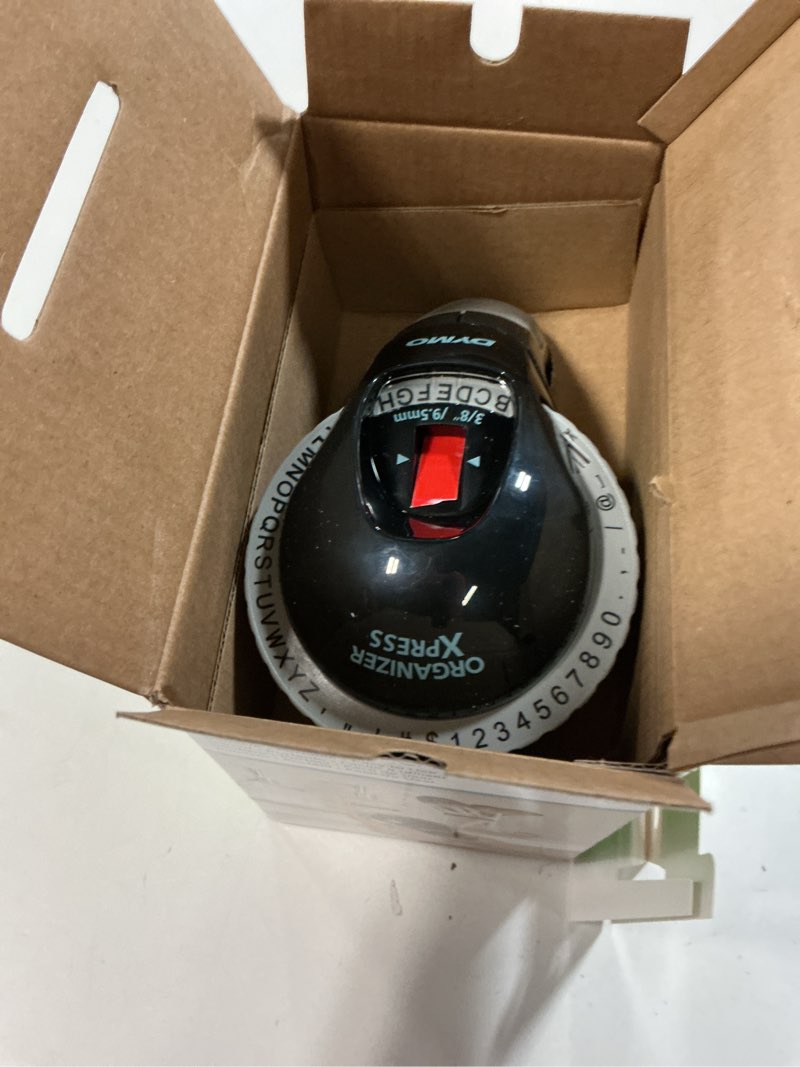 DYMO
BCDEFGH
3/8" /9.5mm
ORGANIZER
XPRESS
LMNOPQRSTUVWXYZ
1234567890